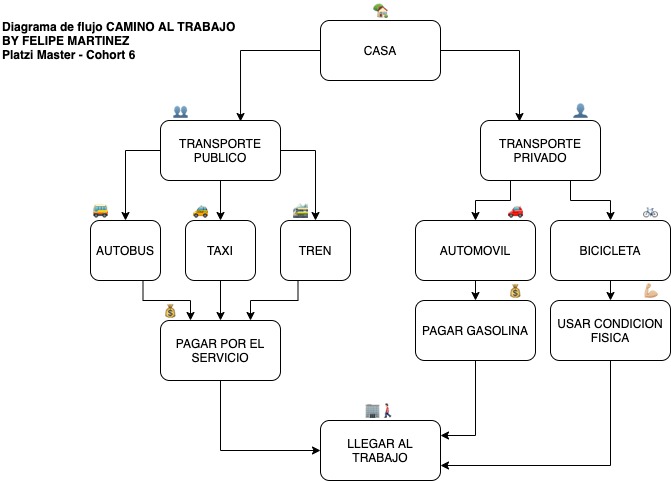 Diagrama de flujo CAMINO AL TRABAJO
BY FELIPE MARTINEZ
Platzi Master - Cohort 6
CASA
TRANSPORTE
PUBLICO
TRANSPORTE
PRIVADO
AUTOBUS
TAXI
TREN
AUTOMOVIL
BICICLETA
PAGAR POR EL
SERVICIO
PAGAR GASOLINA
USAR CONDICION
FISICA
LLEGAR AL
TRABAJO